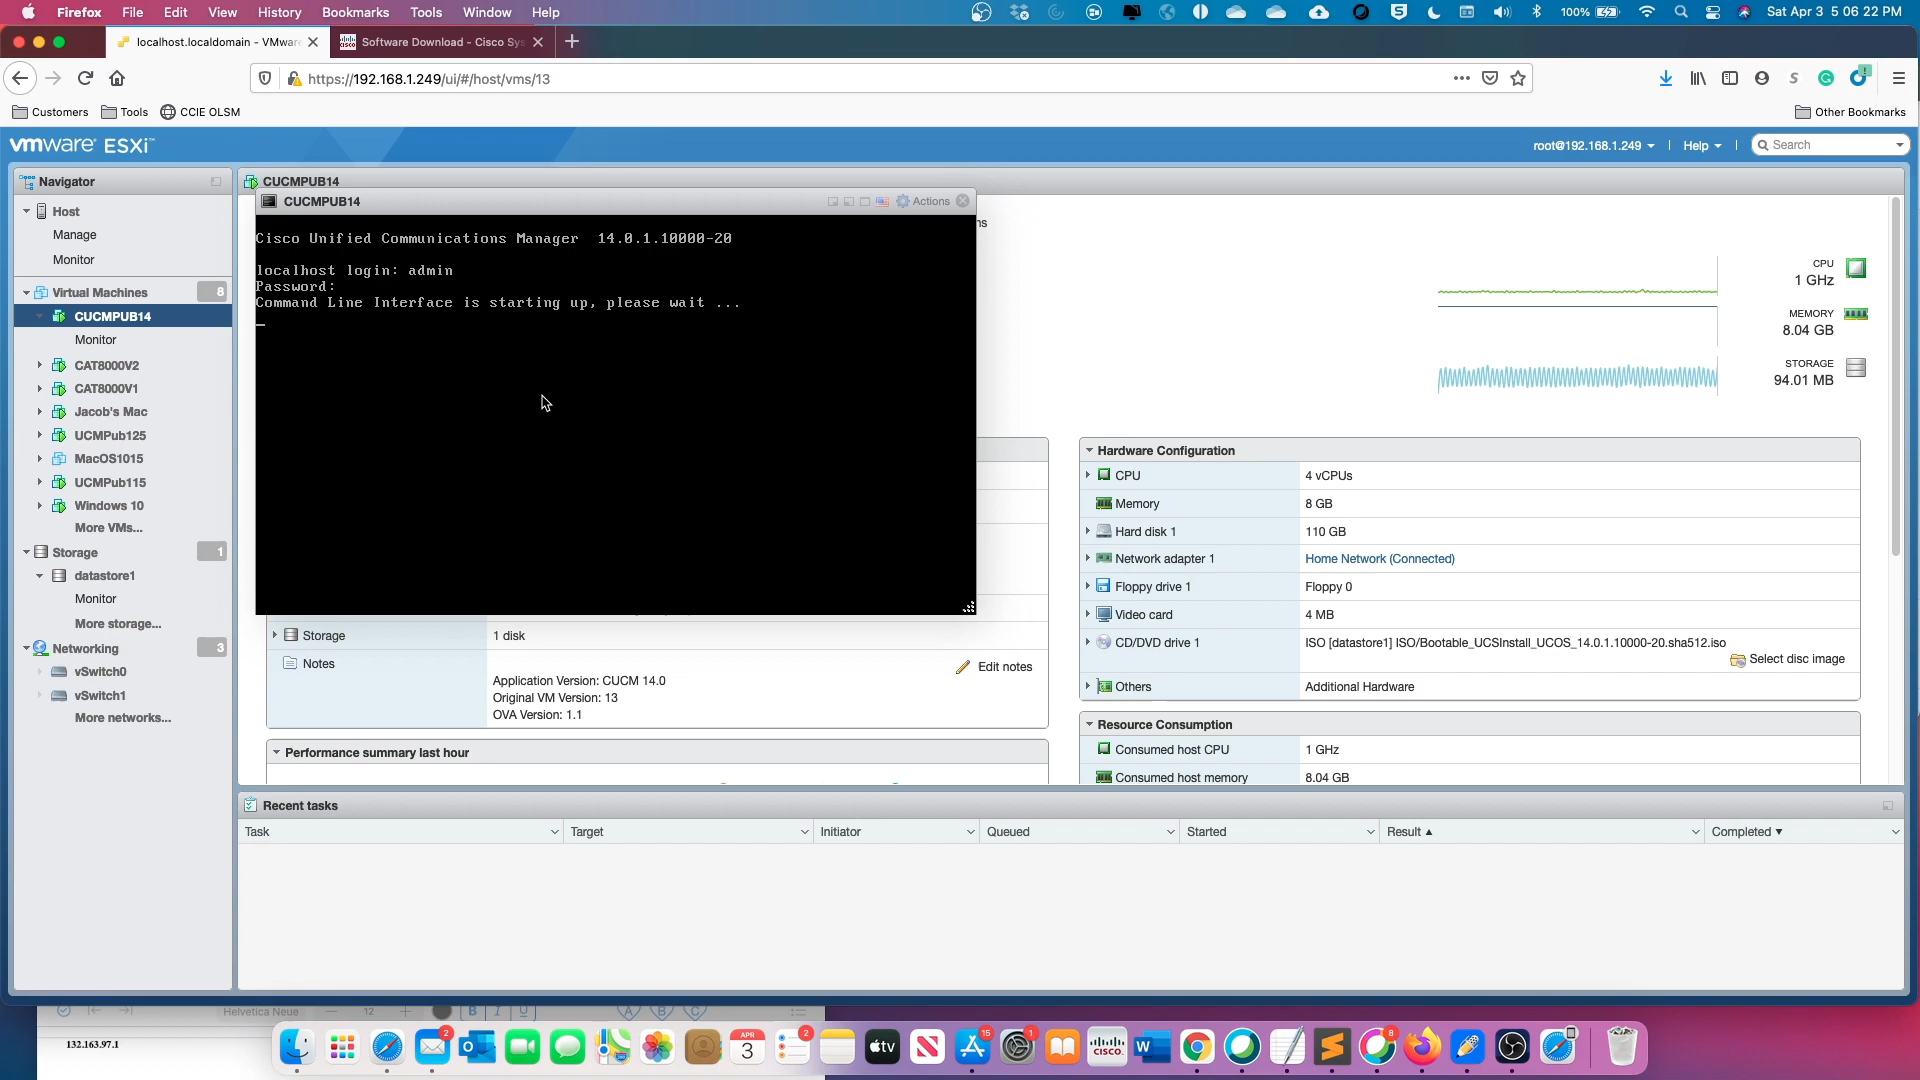 Firefox File Edit View History Bookmarks Tools Window Help 100% Sat Apr 3 5 06 22 PM
localhost.localdomain - VMware
Software Download - Cisco Sys
https://192.168.1.249/ui/#/host/vms/13
Customers Tools CCIE OLSM Other Bookmarks
vmware ESXi
root@192.168.1.249 Help Search
Navigator
Host
Manage
Monitor
Virtual Machines 8
CUCMPUB14
Monitor
CAT8000V2
CAT8000V1
Jacob's Mac
UCMPub125
MacOS1015
UCMPub115
Windows 10
More VMs...
Storage 1
datastore1
Monitor
More storage...
Networking 3
vSwitch0
vSwitch1
More networks...
CUCMPUB14
CUCMPUB14 Actions
ns
Cisco Unified Communications Manager 14.0.1.10000-20
localhost login: admin
Password:
Command Line Interface is starting up, please wait ...
CPU
1 GHz
MEMORY
8.04 GB
STORAGE
94.01 MB
Storage 1 disk
Notes
Edit notes
Application Version: CUCM 14.0
Original VM Version: 13
OVA Version: 1.1
Performance summary last hour
Hardware Configuration
CPU 4 vCPUs
Memory 8 GB
Hard disk 1 110 GB
Network adapter 1 Home Network (Connected)
Floppy drive 1 Floppy 0
Video card 4 MB
CD/DVD drive 1 ISO [datastore1] ISO/Bootable_UCSInstall_UCOS_14.0.1.10000-20.sha512.iso
Select disc image
Others Additional Hardware
Resource Consumption
Consumed host CPU 1 GHz
Consumed host memory 8.04 GB
Recent tasks
Task Target Initiator Queued Started Result Completed
Helvetica Neue 12 B I U A B C
132.163.97.1
2 APR 3 2 tv 15 1 CISCO W 8